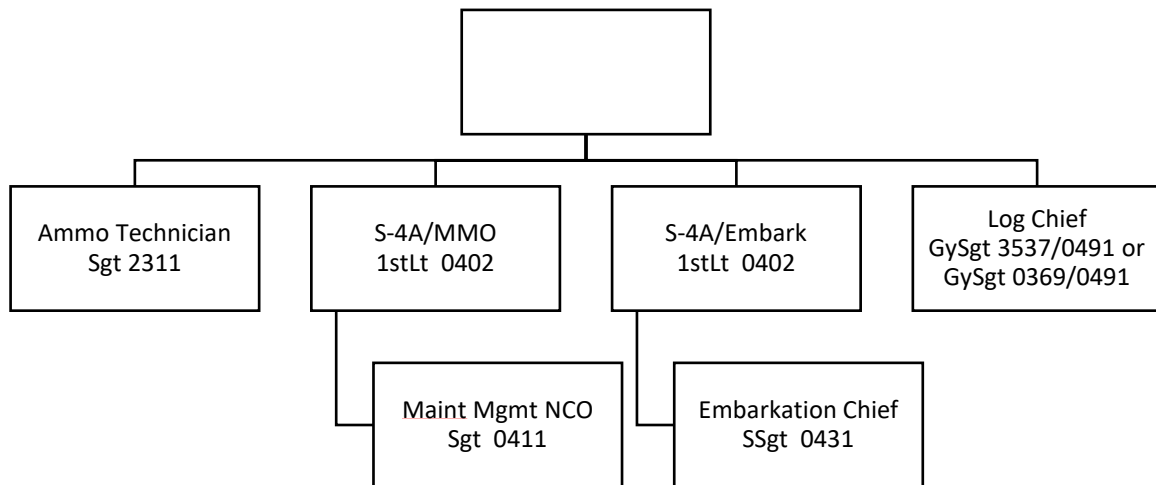 Ammo Technician
Sgt 2311
S-4A/MMO
1stLt 0402
S-4A/Embark
1stLt 0402
Log Chief
GySgt 3537/0491 or
GySgt 0369/0491
Maint Mgmt NCO
Sgt 0411
Embarkation Chief
SSgt 0431